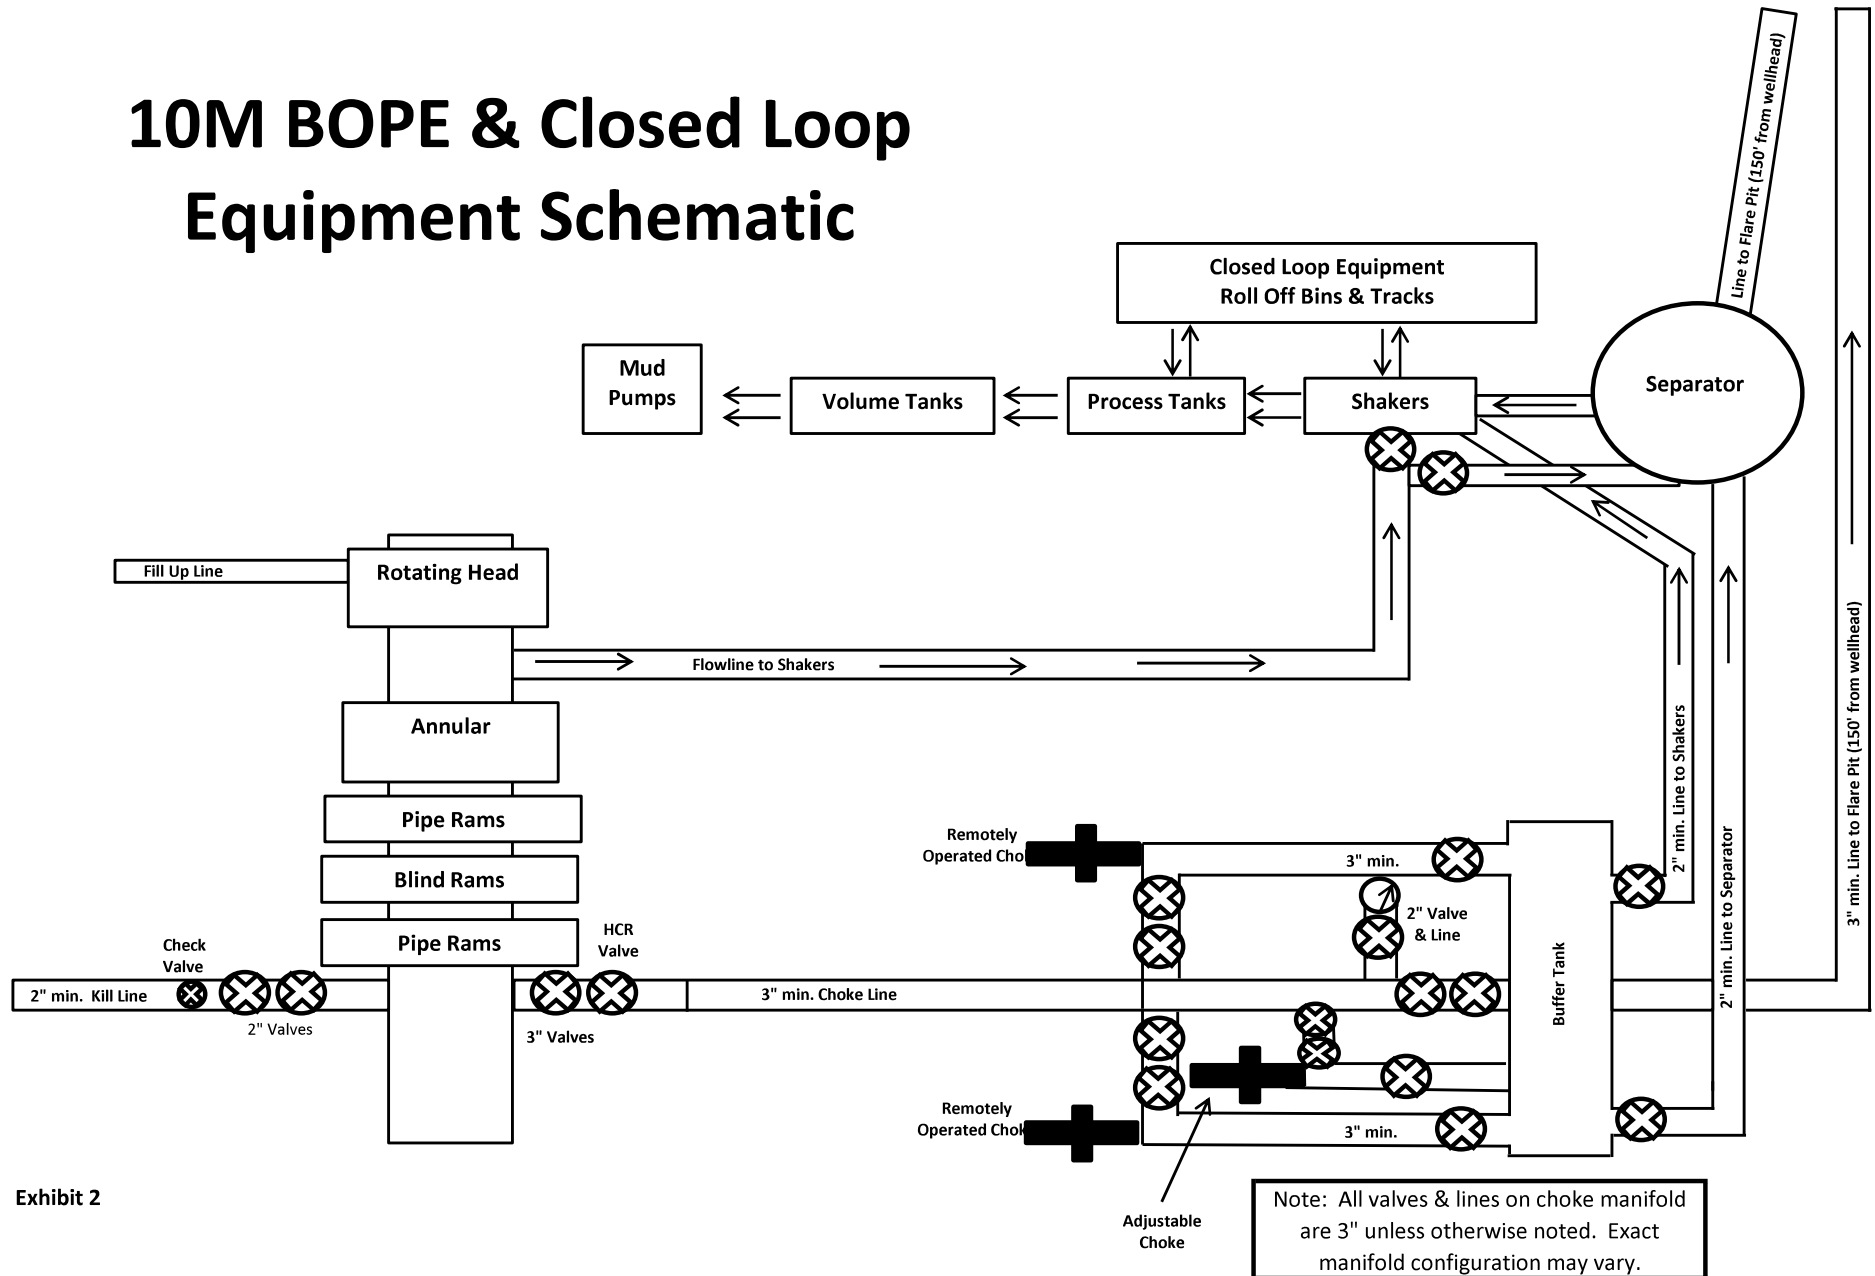 10M BOPE & Closed Loop
Equipment Schematic
Line to Flare Pit (150' from wellhead)
Closed Loop Equipment
Roll Off Bins & Tracks
Mud
Pumps
Volume Tanks
Process Tanks
Shakers
Separator
Fill Up Line
Rotating Head
Flowline to Shakers
Annular
Pipe Rams
Blind Rams
Pipe Rams
Check
Valve
HCR
Valve
2" min. Kill Line
2" Valves
3" Valves
3" min. Choke Line
Remotely
Operated Cho
3" min.
2" Valve
& Line
Buffer Tank
2" min. Line to Shakers
2" min. Line to Separator
3" min. Line to Flare Pit (150' from wellhead)
Remotely
Operated Chok
3" min.
Adjustable
Choke
Exhibit 2
Note: All valves & lines on choke manifold
are 3" unless otherwise noted. Exact
manifold configuration may vary.